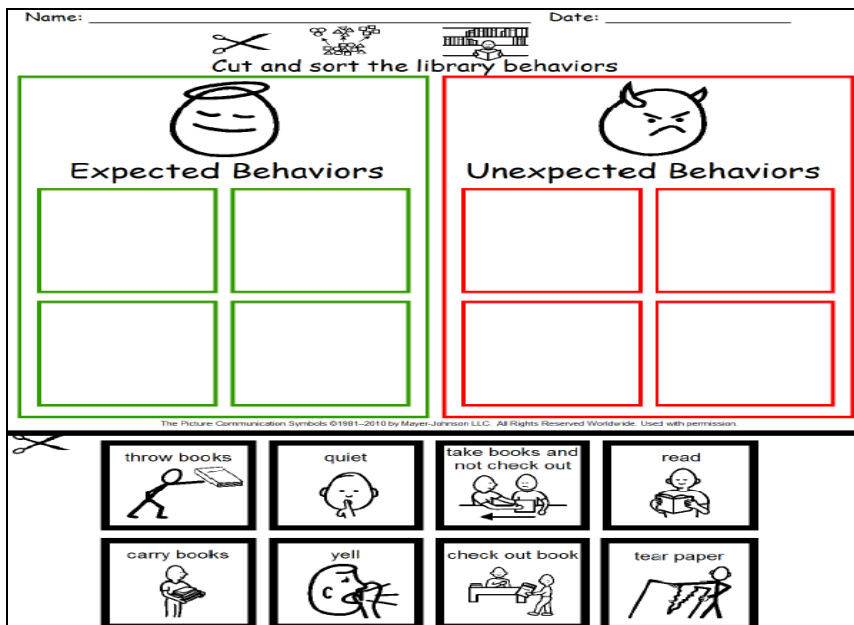 Name: ________________________ Date: ____________
Cut and sort the library behaviors
Expected Behaviors
Unexpected Behaviors
The Picture Communication Symbols ©1981–2010 by Mayer-Johnson LLC. All Rights Reserved Worldwide. Used with permission.
throw books
quiet
take books and
not check out
read
carry books
yell
check out book
tear paper